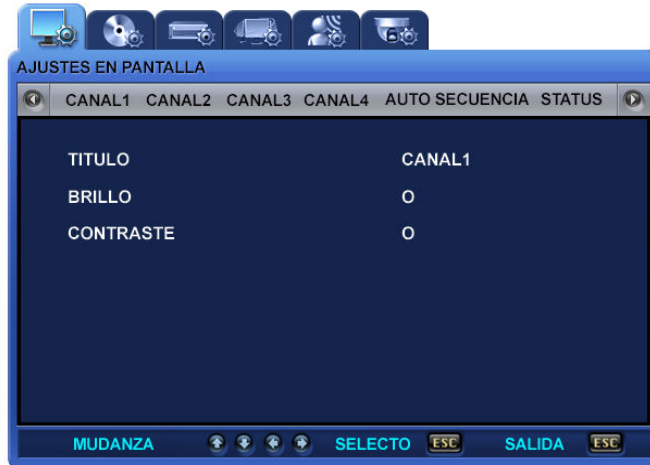 AJUSTES EN PANTALLA
CANAL1 CANAL2 CANAL3 CANAL4 AUTO SECUENCIA STATUS
TITULO CANAL1
BRILLO O
CONTRASTE O
MUDANZA SELECTO ESC SALIDA ESC